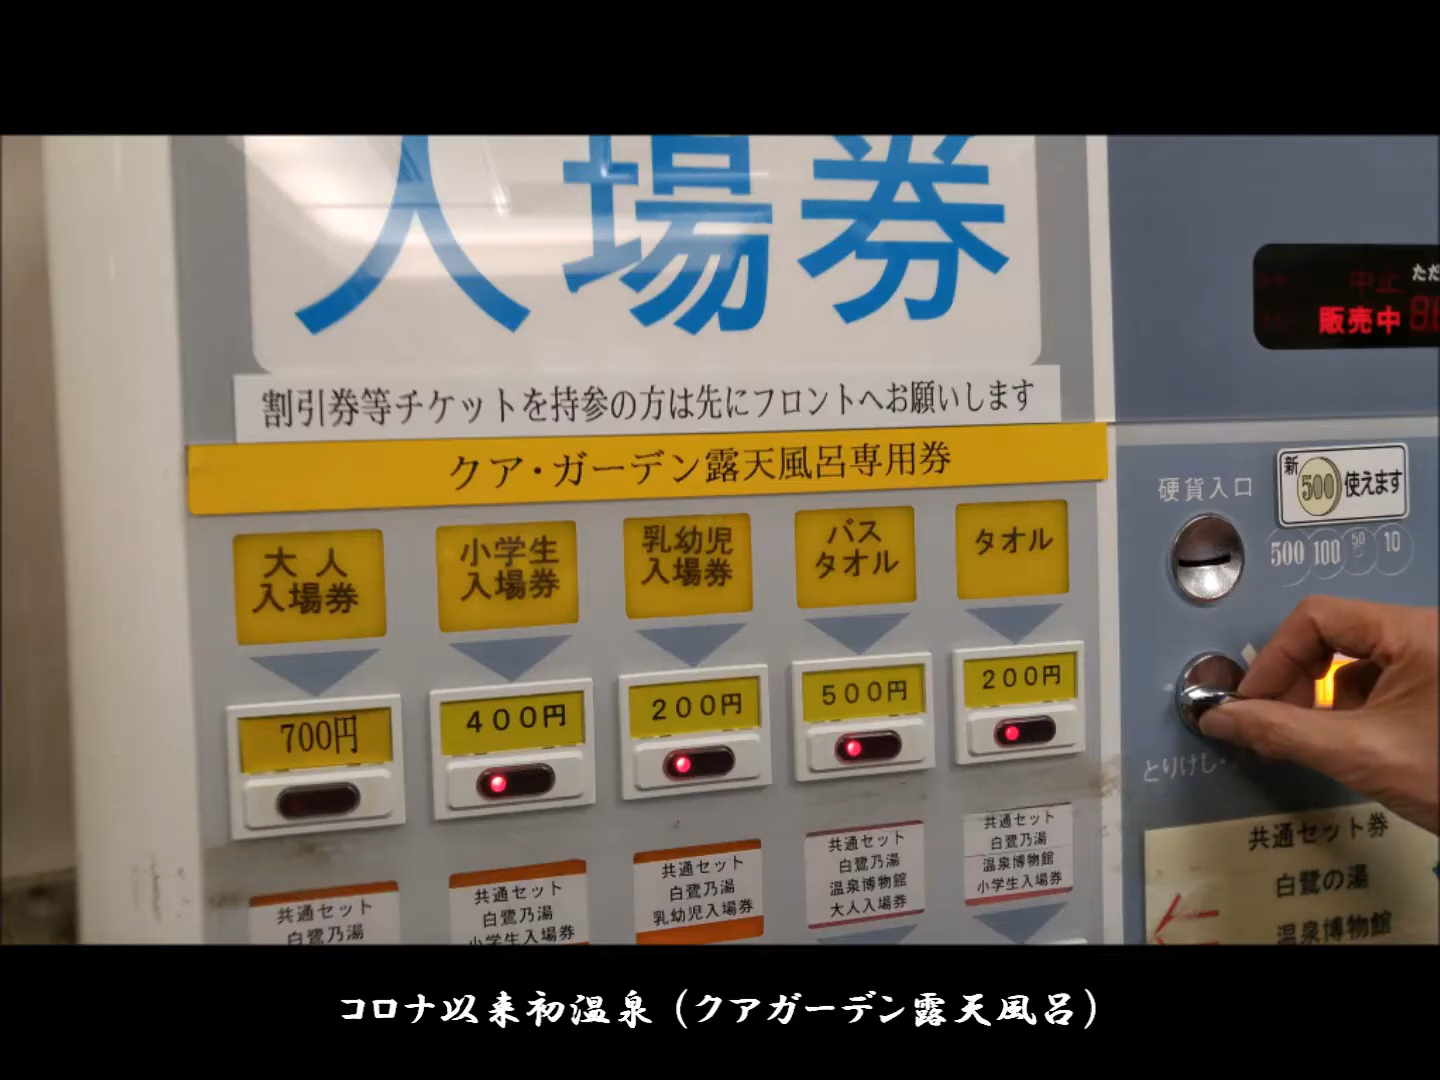 入場券
ただ
中止
販売中
割引券等チケットを持参の方は先にフロントへお願いします
クア・ガーデン露天風呂専用券
大人
入場券
小学生
入場券
乳幼児
入場券
バス
タオル
タオル
700円
400円
200円
500円
200円
硬貨入口
新
500
使えます
500 100 50 10
とりけし・
共通セット
白鷺乃湯
共通セット
白鷺乃湯
小学生入場券
共通セット
白鷺乃湯
乳幼児入場券
共通セット
白鷺乃湯
温泉博物館
大人入場券
共通セット
白鷺乃湯
温泉博物館
小学生入場券
共通セット券
白鷺の湯
温泉博物館
コロナ以来初温泉（クアガーデン露天風呂）